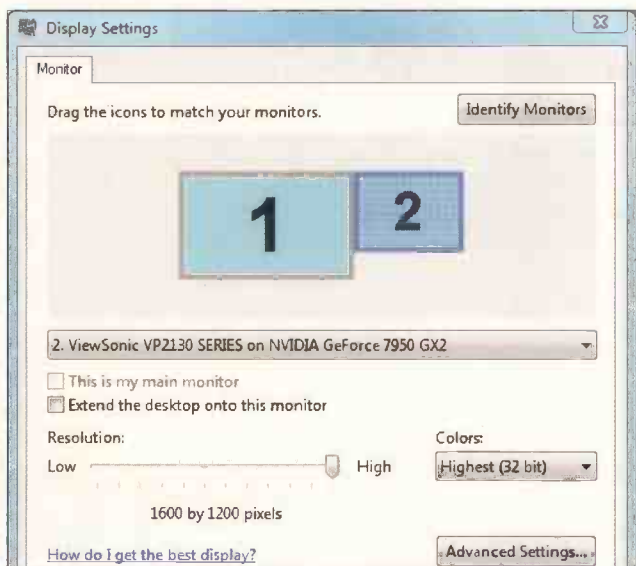 Display Settings
Monitor
Drag the icons to match your monitors.
Identify Monitors
1
2
2. ViewSonic VP2130 SERIES on NVIDIA GeForce 7950 GX2
This is my main monitor
Extend the desktop onto this monitor
Resolution:
Colors:
Low
High
Highest (32 bit)
1600 by 1200 pixels
How do I get the best display?
Advanced Settings...